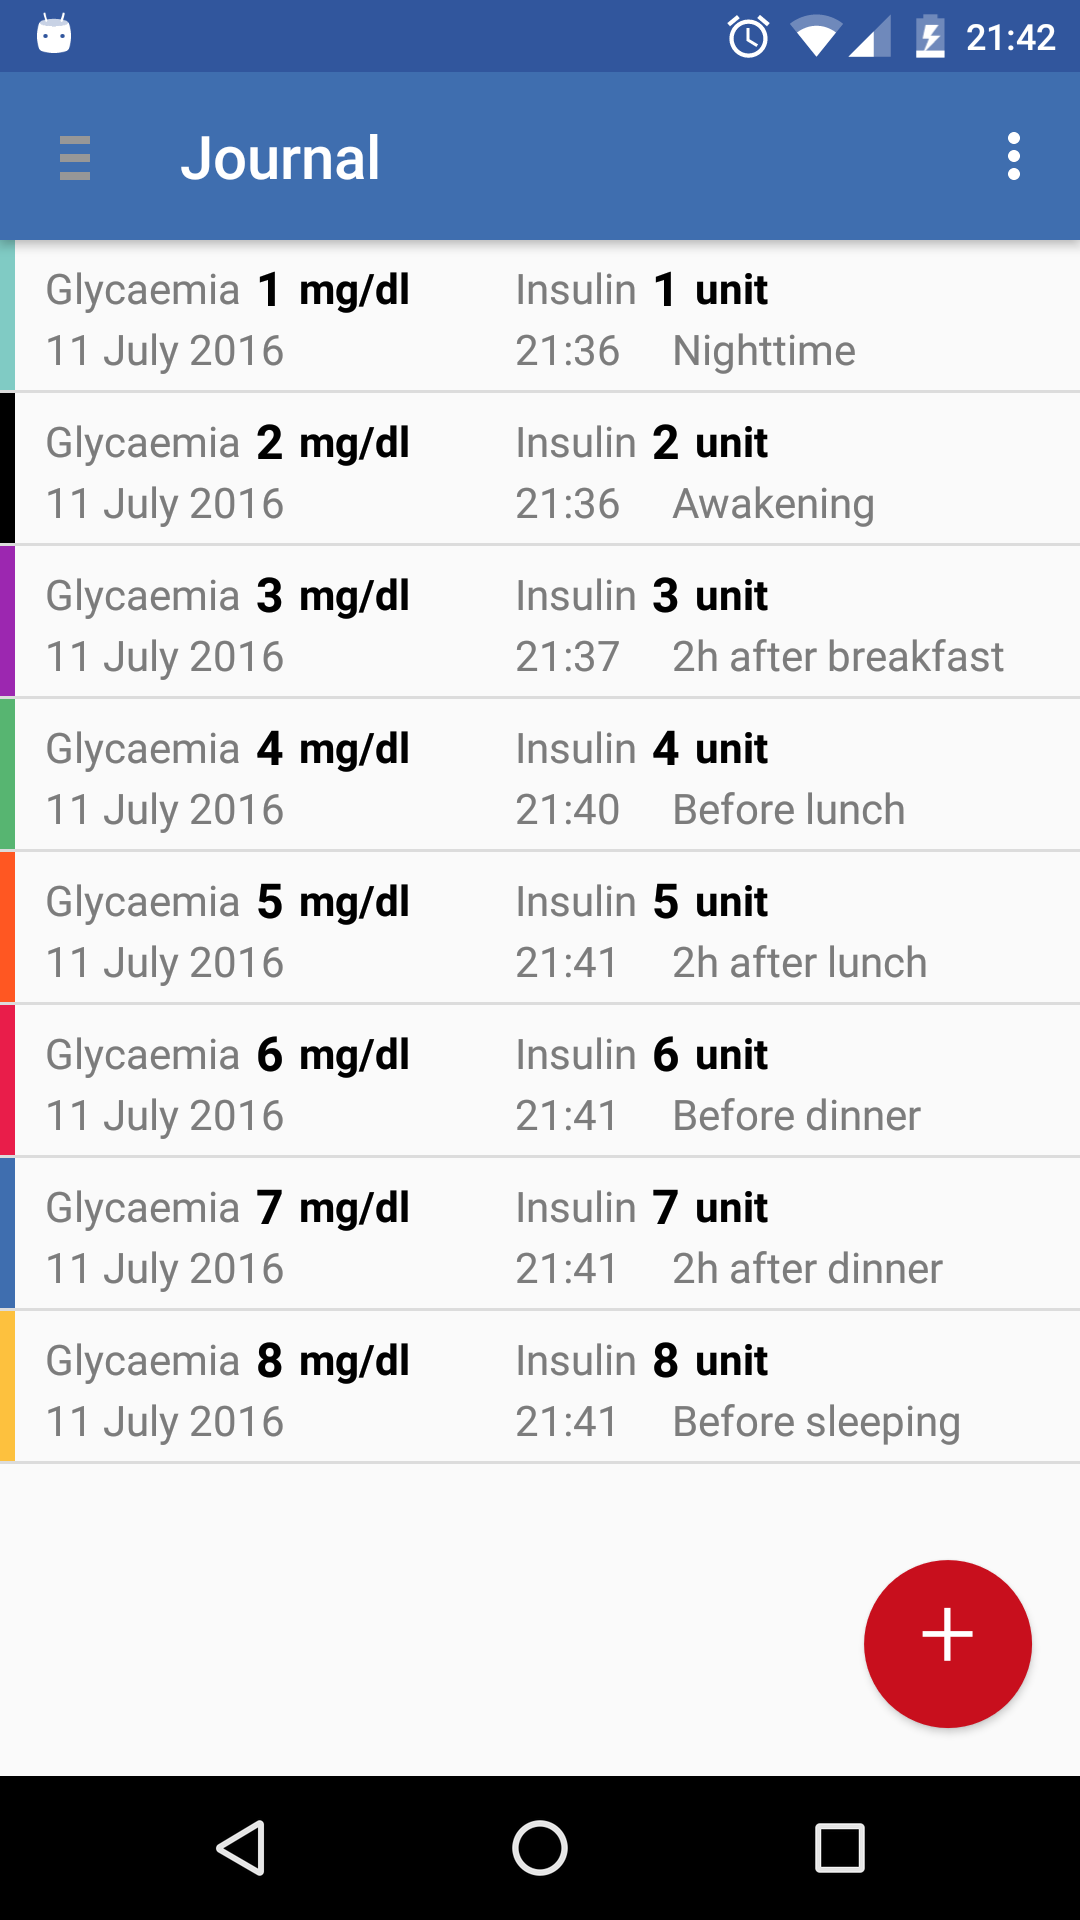 21:42
Journal
Glycaemia 1 mg/dl Insulin 1 unit
11 July 2016 21:36 Nighttime
Glycaemia 2 mg/dl Insulin 2 unit
11 July 2016 21:36 Awakening
Glycaemia 3 mg/dl Insulin 3 unit
11 July 2016 21:37 2h after breakfast
Glycaemia 4 mg/dl Insulin 4 unit
11 July 2016 21:40 Before lunch
Glycaemia 5 mg/dl Insulin 5 unit
11 July 2016 21:41 2h after lunch
Glycaemia 6 mg/dl Insulin 6 unit
11 July 2016 21:41 Before dinner
Glycaemia 7 mg/dl Insulin 7 unit
11 July 2016 21:41 2h after dinner
Glycaemia 8 mg/dl Insulin 8 unit
11 July 2016 21:41 Before sleeping